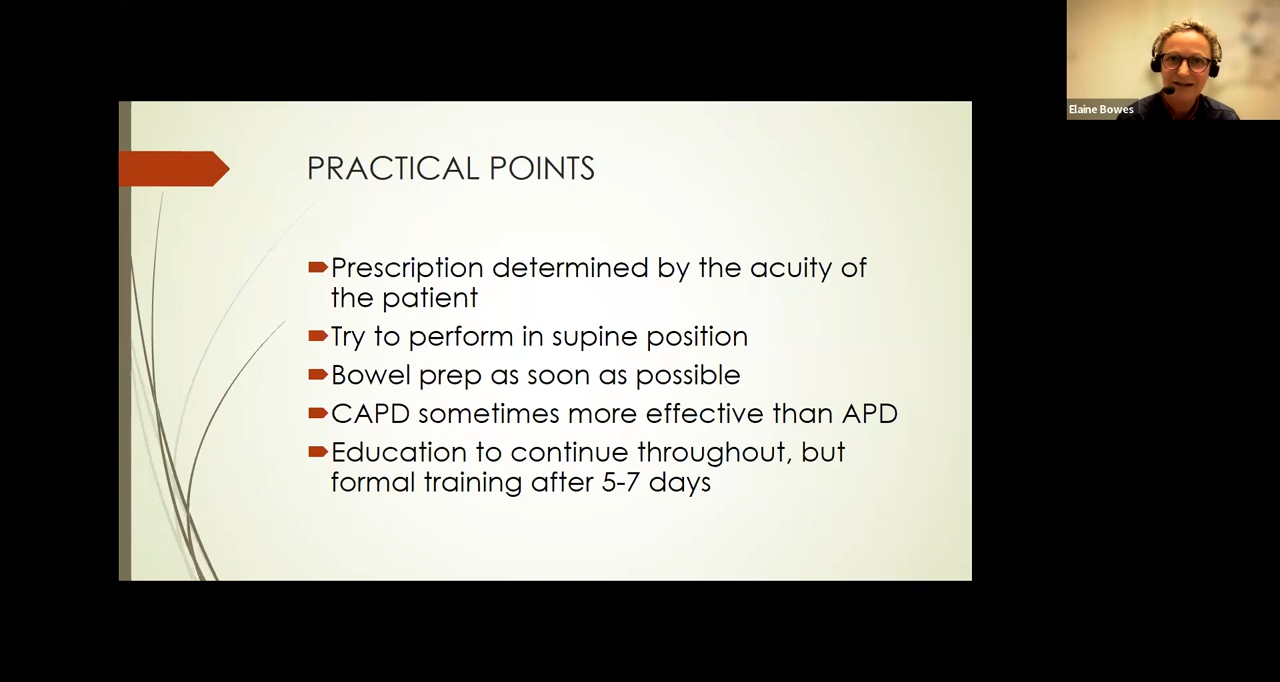 Elaine Bowes
PRACTICAL POINTS
Prescription determined by the acuity of
the patient
Try to perform in supine position
Bowel prep as soon as possible
CAPD sometimes more effective than APD
Education to continue throughout, but
formal training after 5-7 days